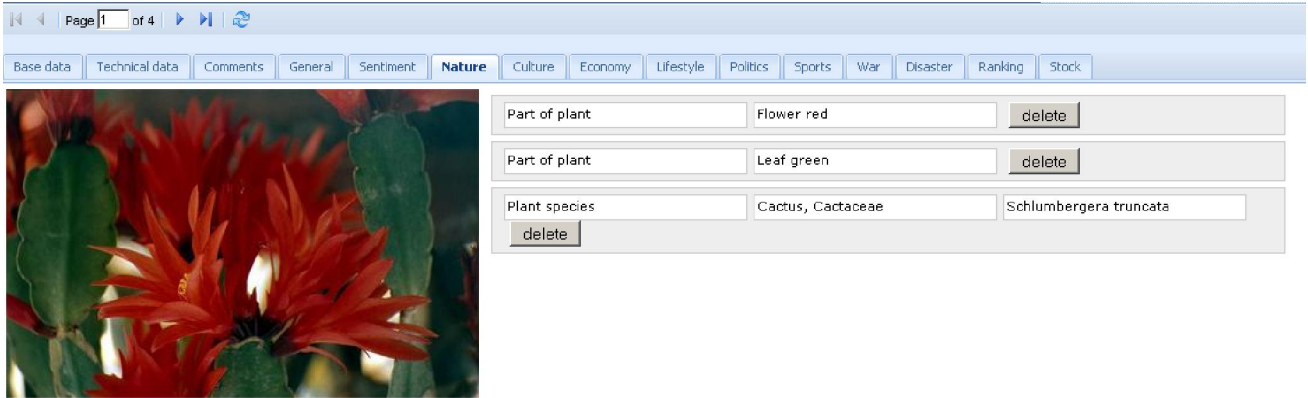 Page 1 of 4
Base data Technical data Comments General Sentiment Nature Culture Economy Lifestyle Politics Sports War Disaster Ranking Stock
Part of plant Flower red delete
Part of plant Leaf green delete
Plant species Cactus, Cactaceae Schlumbergera truncata
delete